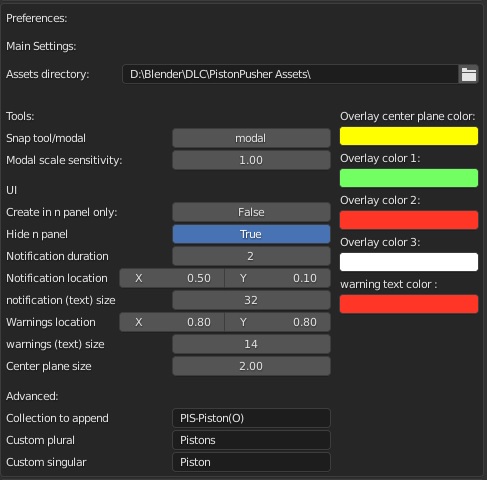 Preferences:
Main Settings:
Assets directory: D:\Blender\DLC\PistonPusher Assets\
Tools:
Snap tool/modal modal
Modal scale sensitivity: 1.00
UI
Create in n panel only: False
Hide n panel True
Notification duration 2
Notification location X 0.50 Y 0.10
notification (text) size 32
Warnings location X 0.80 Y 0.80
warnings (text) size 14
Center plane size 2.00
Overlay center plane color:
Overlay color 1:
Overlay color 2:
Overlay color 3:
warning text color :
Advanced:
Collection to append PIS-Piston(O)
Custom plural Pistons
Custom singular Piston